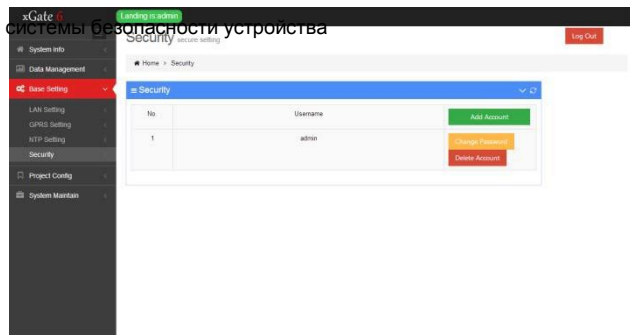 xGate 6
Landing is admin
системы безопасности устройства
Security secure setting
Log Out
System Info
Data Management
Base Setting
LAN Setting
GPRS Setting
NTP Setting
Security
Project Config
System Maintain
Home > Security
Security
No. Username Add Account
1 admin Change Password
Delete Account